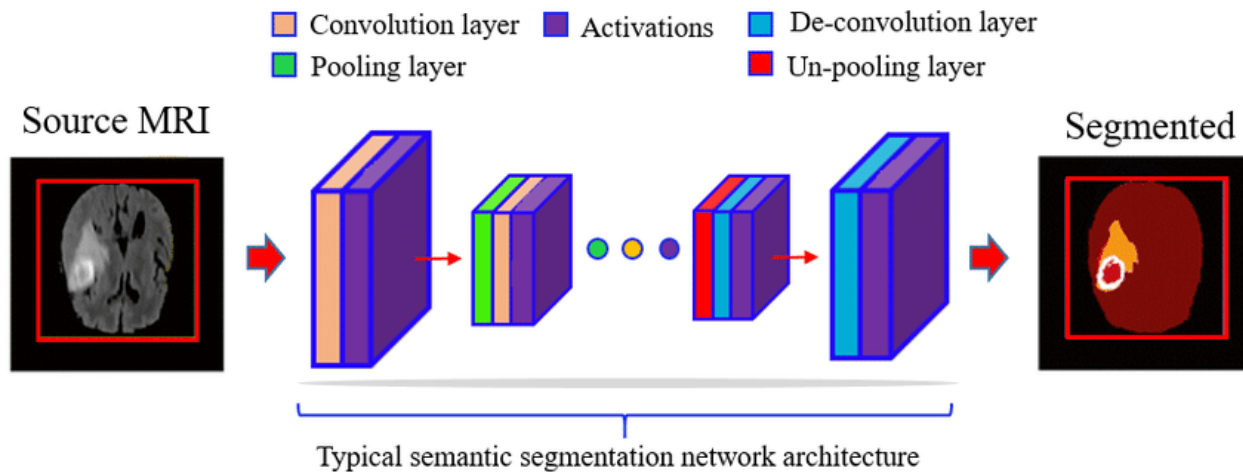 Convolution layer
Activations
De-convolution layer
Pooling layer
Un-pooling layer
Source MRI
Segmented
Typical semantic segmentation network architecture